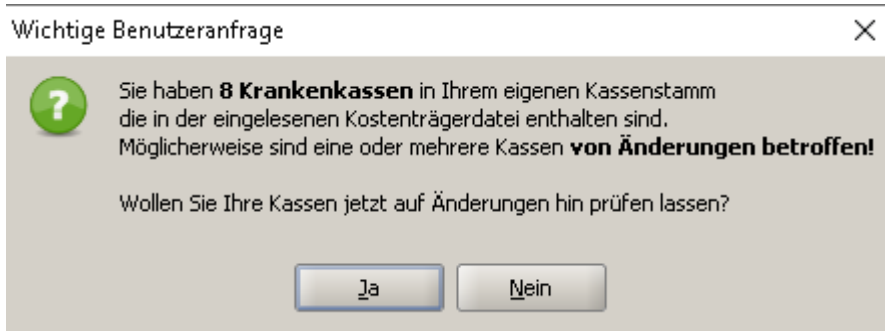 Wichtige Benutzeranfrage
Sie haben 8 Krankenkassen in Ihrem eigenen Kassenstamm
die in der eingelesenen Kostenträgerdatei enthalten sind.
Möglicherweise sind eine oder mehrere Kassen von Änderungen betroffen!
Wollen Sie Ihre Kassen jetzt auf Änderungen hin prüfen lassen?
Ja
Nein